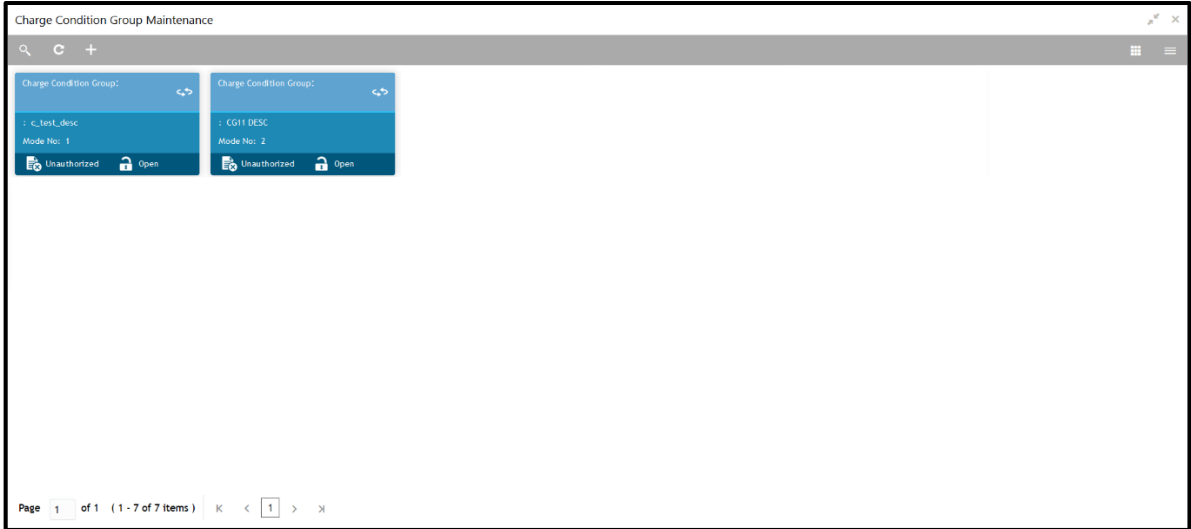 Charge Condition Group Maintenance
Charge Condition Group:
: c_test_desc
Mode No: 1
Unauthorized Open
Charge Condition Group:
: CG11 DESC
Mode No: 2
Unauthorized Open
Page 1 of 1 ( 1 - 7 of 7 items ) 1